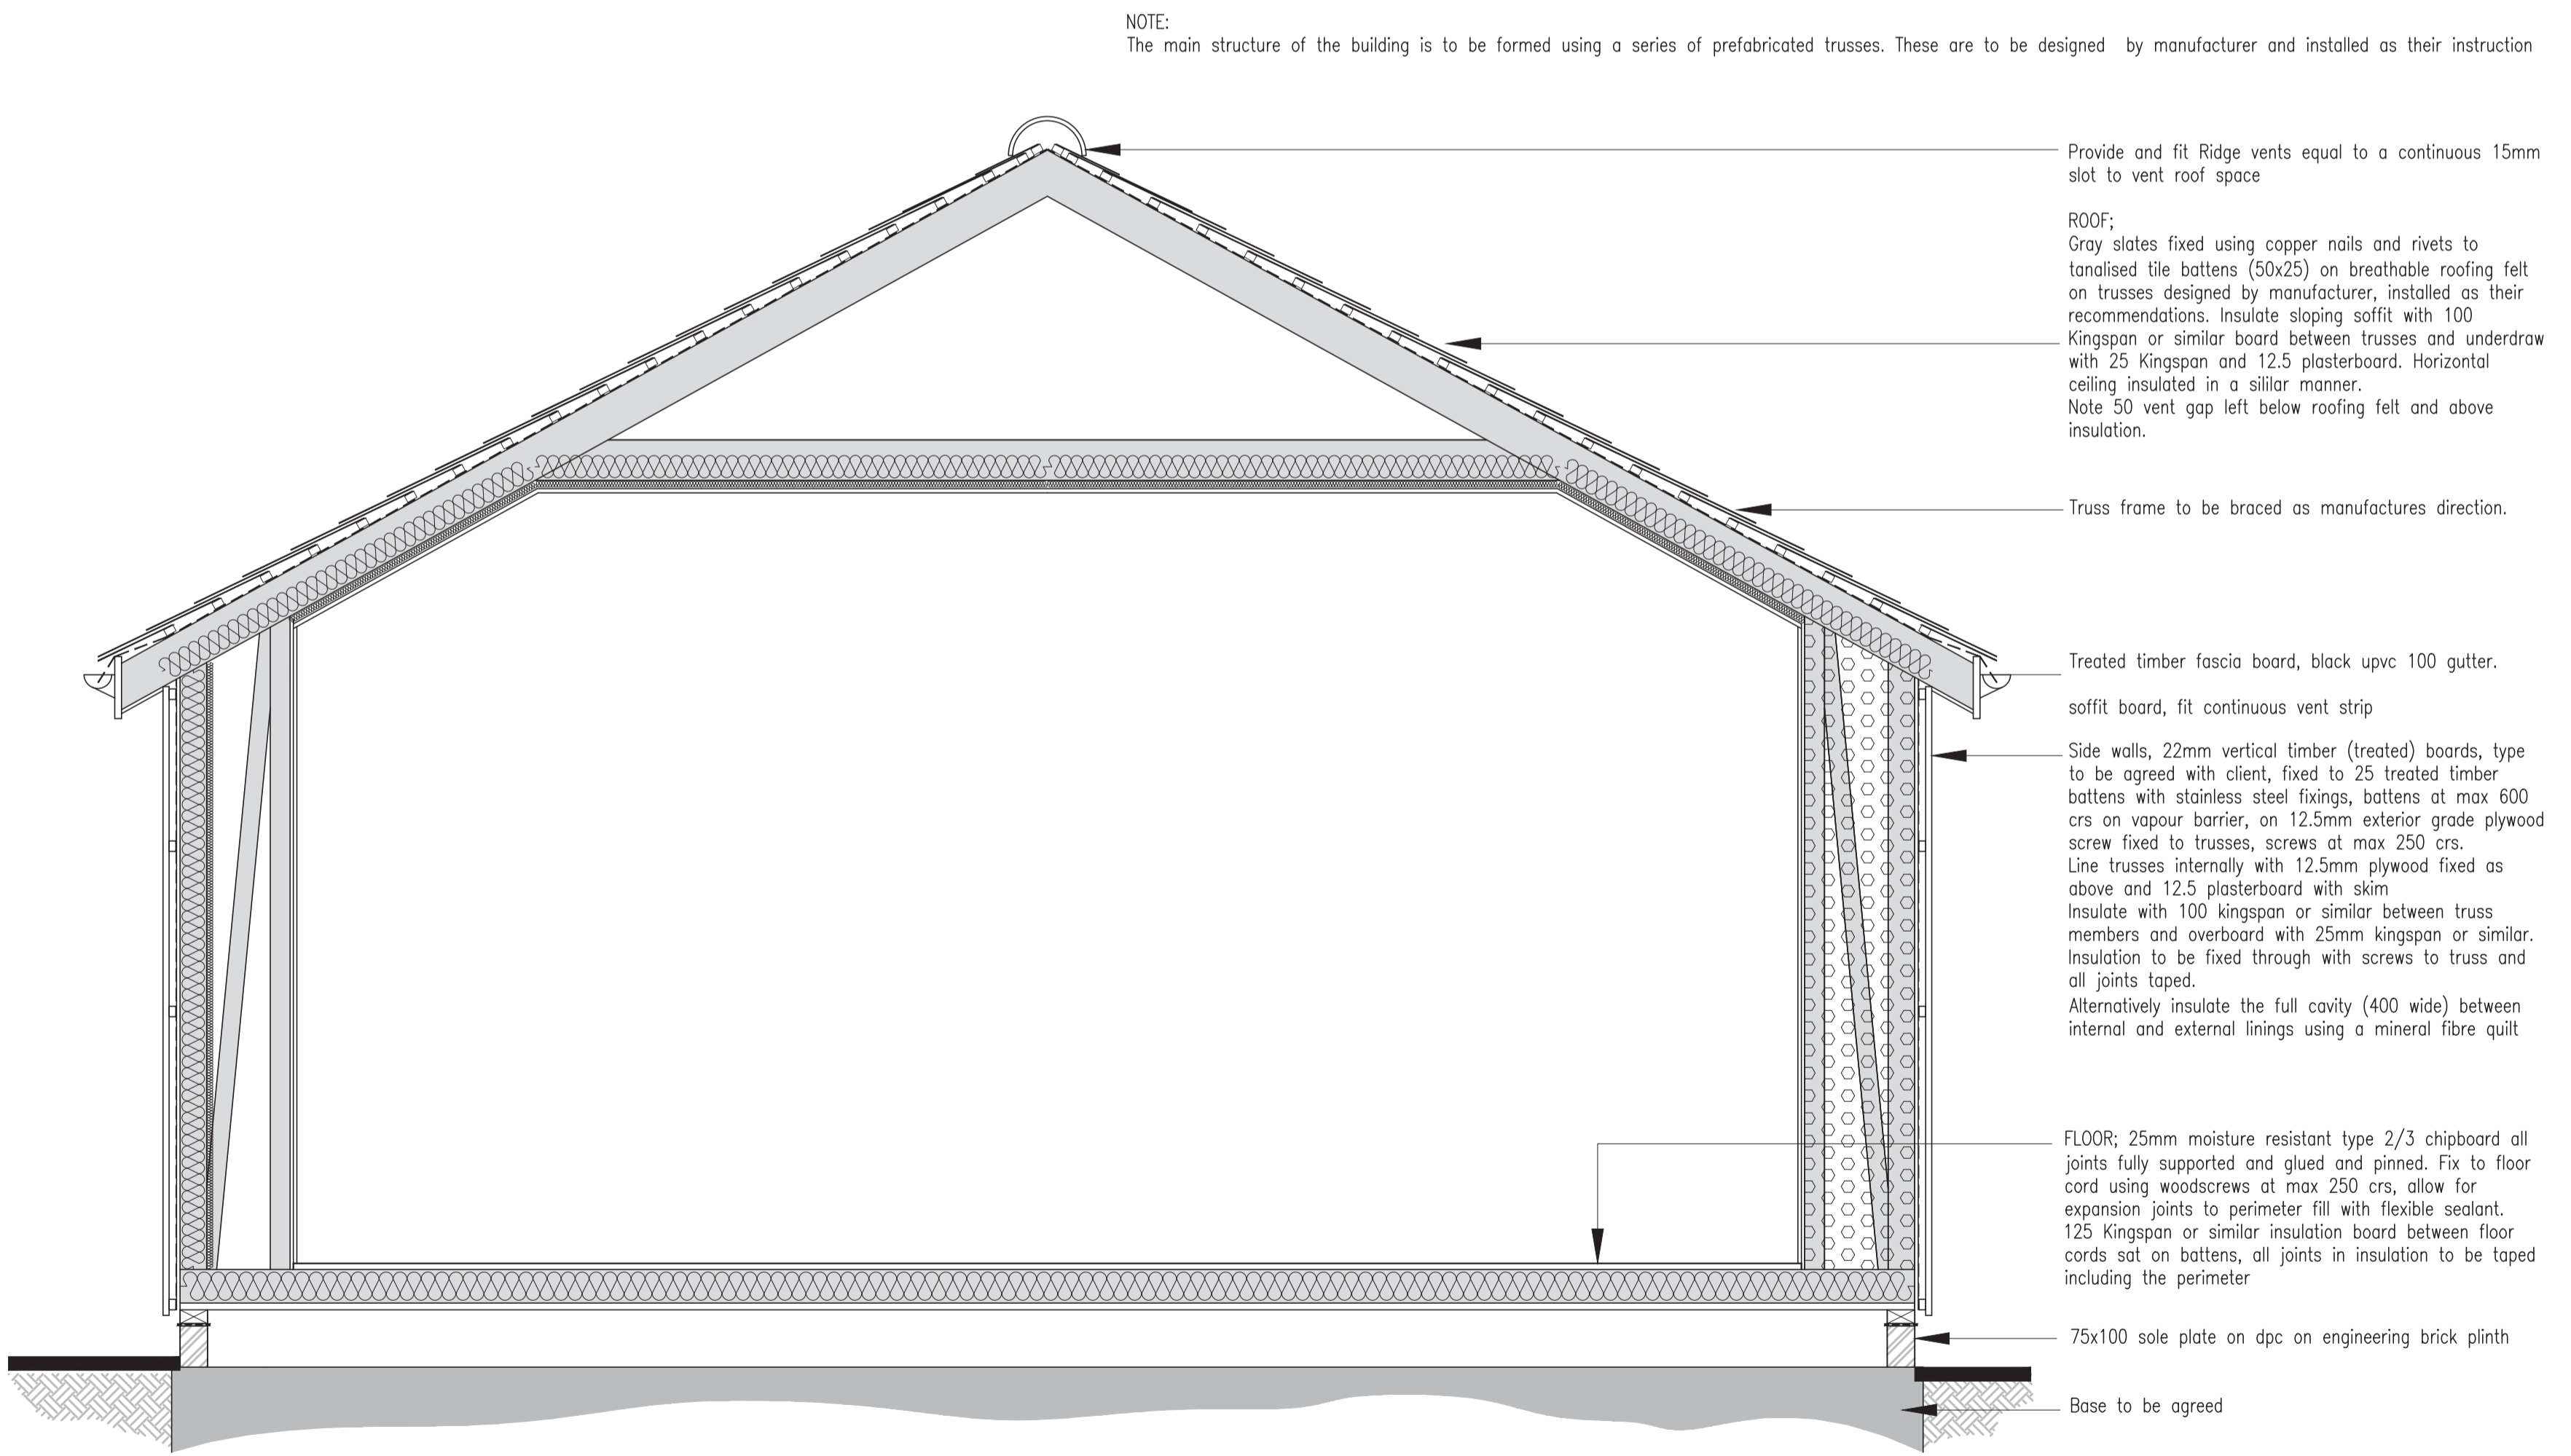 NOTE:
The main structure of the building is to be formed using a series of prefabricated trusses. These are to be designed by manufacturer and installed as their instruction
Provide and fit Ridge vents equal to a continuous 15mm
slot to vent roof space
ROOF;
Gray slates fixed using copper nails and rivets to
tanalised tile battens (50x25) on breathable roofing felt
on trusses designed by manufacturer, installed as their
recommendations. Insulate sloping soffit with 100
Kingspan or similar board between trusses and underdraw
with 25 Kingspan and 12.5 plasterboard. Horizontal
ceiling insulated in a sililar manner.
Note 50 vent gap left below roofing felt and above
insulation.
Truss frame to be braced as manufactures direction.
Treated timber fascia board, black upvc 100 gutter.
soffit board, fit continuous vent strip
Side walls, 22mm vertical timber (treated) boards, type
to be agreed with client, fixed to 25 treated timber
battens with stainless steel fixings, battens at max 600
crs on vapour barrier, on 12.5mm exterior grade plywood
screw fixed to trusses, screws at max 250 crs.
Line trusses internally with 12.5mm plywood fixed as
above and 12.5 plasterboard with skim
Insulate with 100 kingspan or similar between truss
members and overboard with 25mm kingspan or similar.
Insulation to be fixed through with screws to truss and
all joints taped.
Alternatively insulate the full cavity (400 wide) between
internal and external linings using a mineral fibre quilt
FLOOR; 25mm moisture resistant type 2/3 chipboard all
joints fully supported and glued and pinned. Fix to floor
cord using woodscrews at max 250 crs, allow for
expansion joints to perimeter fill with flexible sealant.
125 Kingspan or similar insulation board between floor
cords sat on battens, all joints in insulation to be taped
including the perimeter
75x100 sole plate on dpc on engineering brick plinth
Base to be agreed